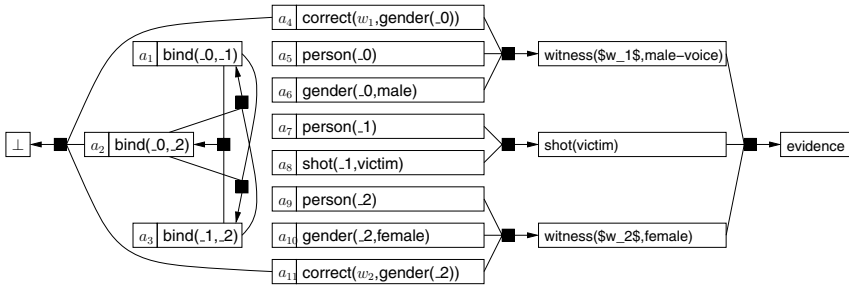 a4 correct(w1,gender(_0))
a1 bind(_0,_1)
a5 person(_0)
witness($w_1$,male−voice)
a6 gender(_0,male)
a7 person(_1)
⊥
a2 bind(_0,_2)
shot(victim)
evidence
a8 shot(_1,victim)
a9 person(_2)
a3 bind(_1,_2)
a10 gender(_2,female)
witness($w_2$,female)
a11 correct(w2,gender(_2))